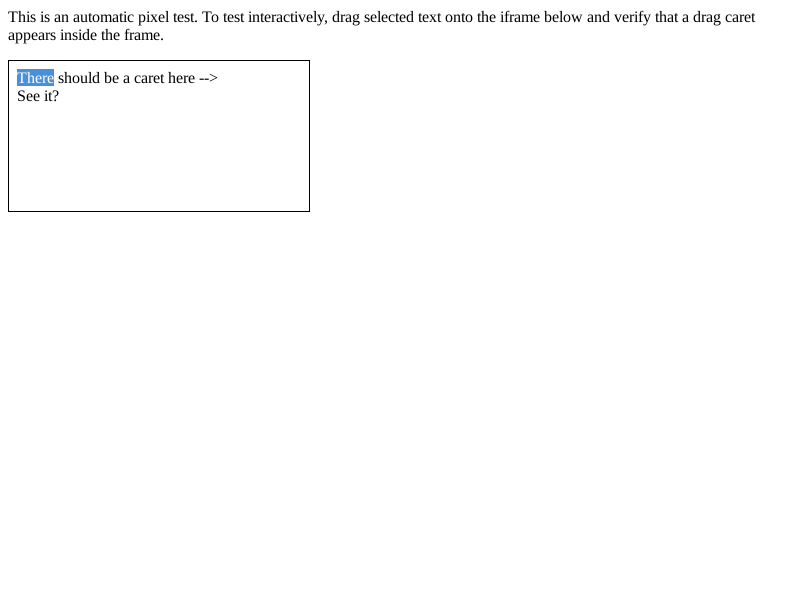 This is an automatic pixel test. To test interactively, drag selected text onto the iframe below and verify that a drag caret
appears inside the frame.
There should be a caret here -->
See it?